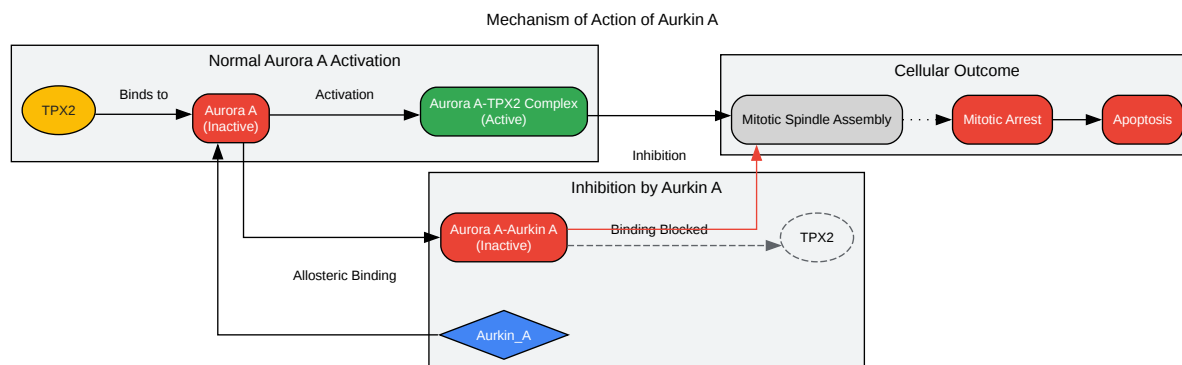 Mechanism of Action of Aurkin A
Normal Aurora A Activation
TPX2
Binds to
Aurora A
(Inactive)
Activation
Aurora A-TPX2 Complex
(Active)
Cellular Outcome
Mitotic Spindle Assembly
Mitotic Arrest
Apoptosis
Inhibition
Inhibition by Aurkin A
Aurora A-Aurkin A
(Inactive)
Binding Blocked
TPX2
Allosteric Binding
Aurkin_A